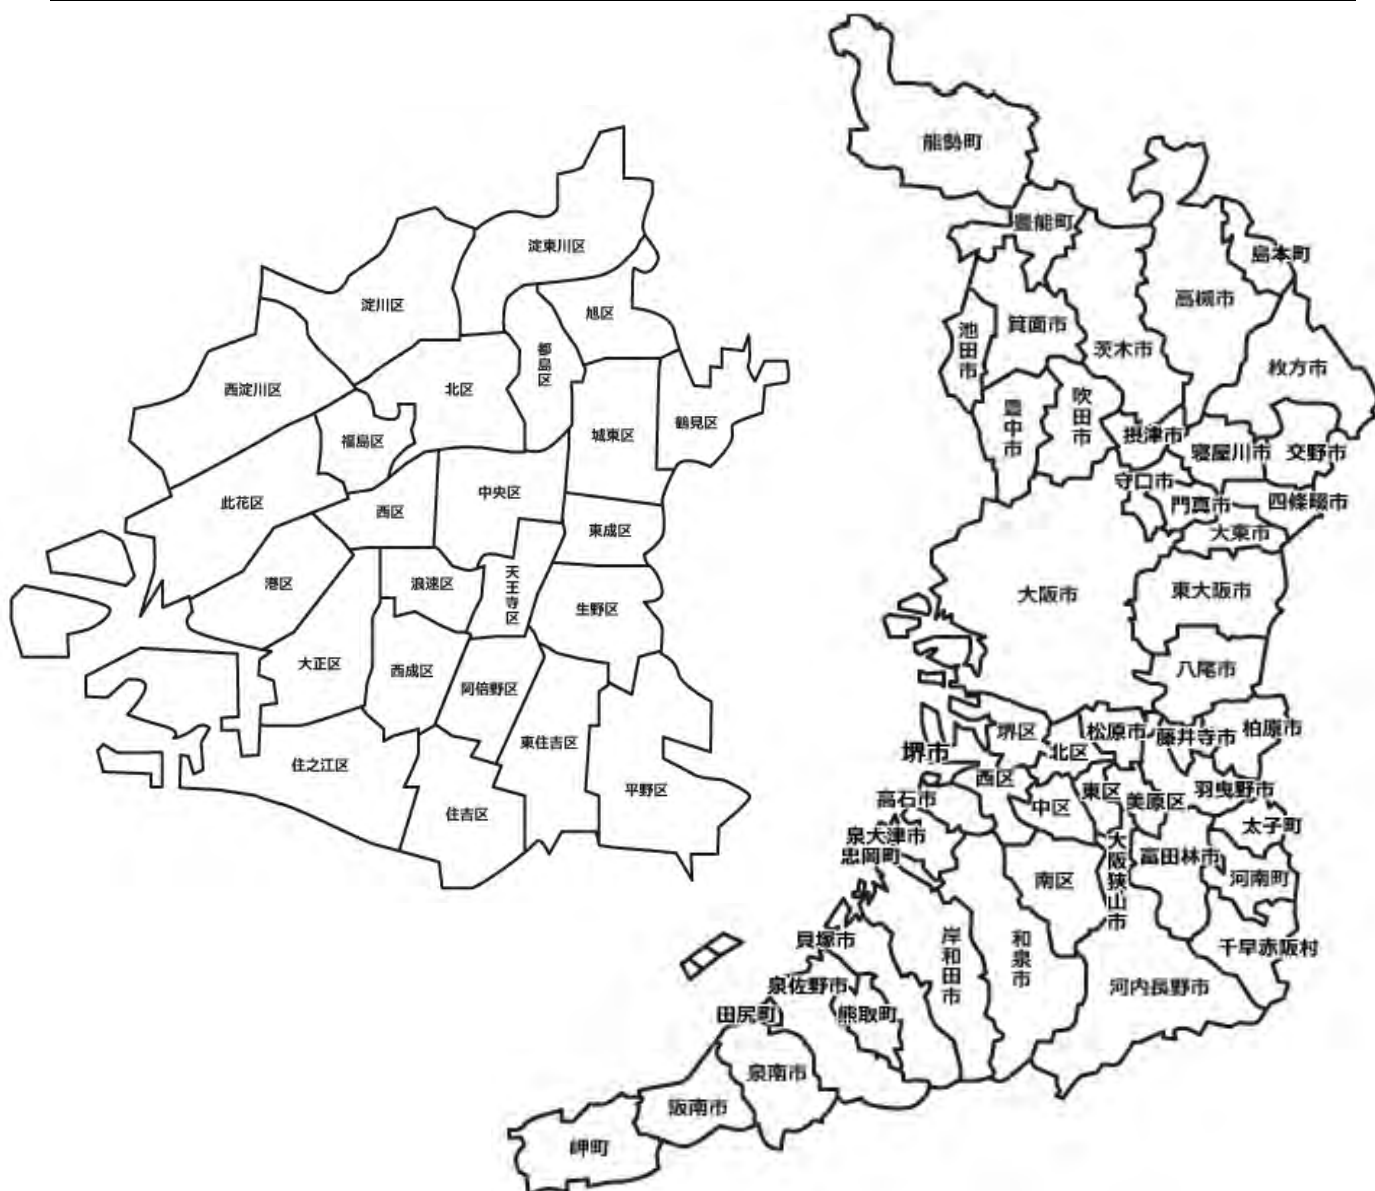 淀東川区
淀川区
旭区
都島区
西淀川区
北区
鶴見区
福島区
城東区
此花区
西区
中央区
東成区
港区
浪速区
天王寺区
生野区
大正区
西成区
阿倍野区
東住吉区
住之江区
平野区
住吉区
能勢町
豊能町
島本町
高槻市
箕面市
池田市
茨木市
枚方市
吹田市
豊中市
摂津市
寝屋川市
交野市
守口市
門真市
四條畷市
大東市
大阪市
東大阪市
八尾市
堺区
松原市
藤井寺市
柏原市
堺市
北区
西区
高石市
中区
東区
美原区
羽曳野市
太子町
泉大津市
忠岡町
大阪狭山市
富田林市
南区
河南町
貝塚市
岸和田市
和泉市
千早赤阪村
泉佐野市
河内長野市
田尻町
熊取町
泉南市
阪南市
岬町